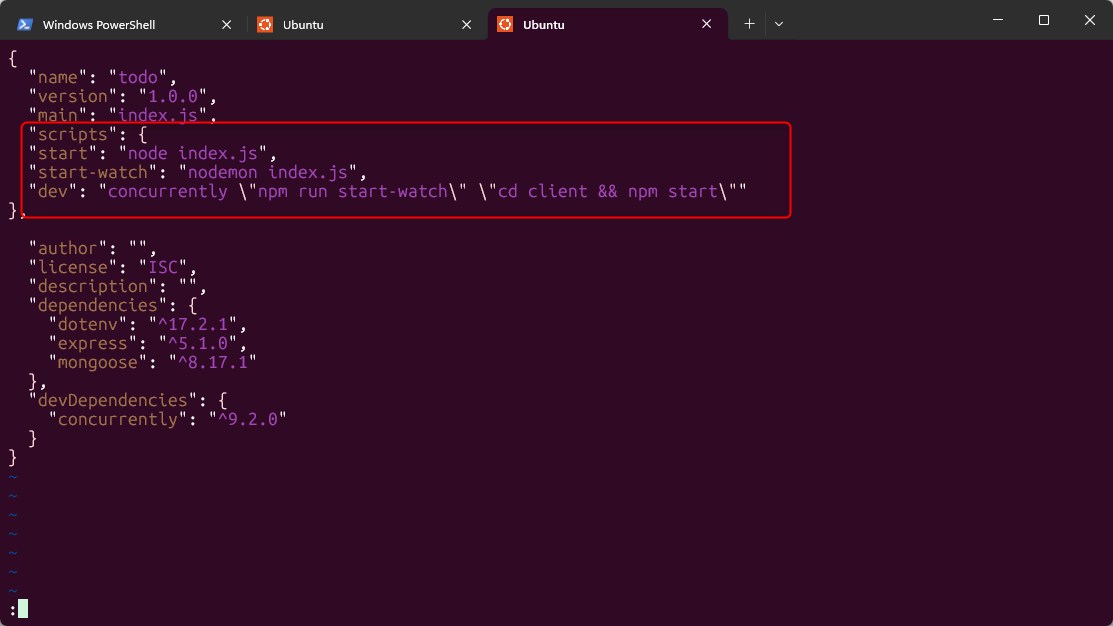 Windows PowerShell
Ubuntu
Ubuntu
{
  "name": "todo",
  "version": "1.0.0",
  "main": "index.js",
  "scripts": {
  "start": "node index.js",
  "start-watch": "nodemon index.js",
  "dev": "concurrently \"npm run start-watch\" \"cd client && npm start\""
},
  "author": "",
  "license": "ISC",
  "description": "",
  "dependencies": {
    "dotenv": "^17.2.1",
    "express": "^5.1.0",
    "mongoose": "^8.17.1"
  },
  "devDependencies": {
    "concurrently": "^9.2.0"
  }
}
~
~
~
~
~
~
~
: